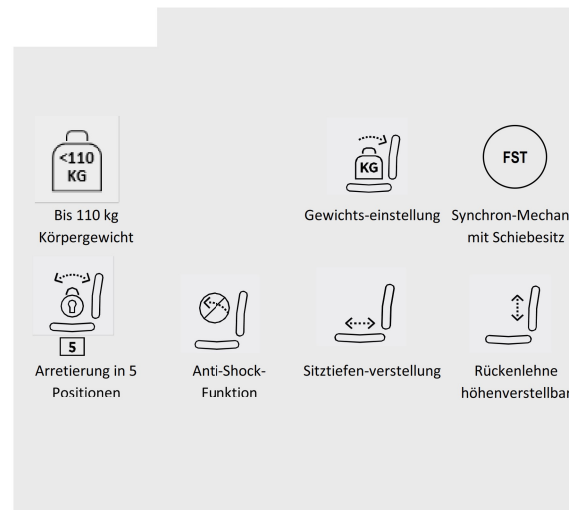 <110
KG
KG
FST
Bis 110 kg
Körpergewicht
Gewichts-einstellung
Synchron-Mechan
mit Schiebesitz
5
Arretierung in 5
Positionen
Anti-Shock-
Funktion
Sitztiefen-verstellung
Rückenlehne
höhenverstellbar